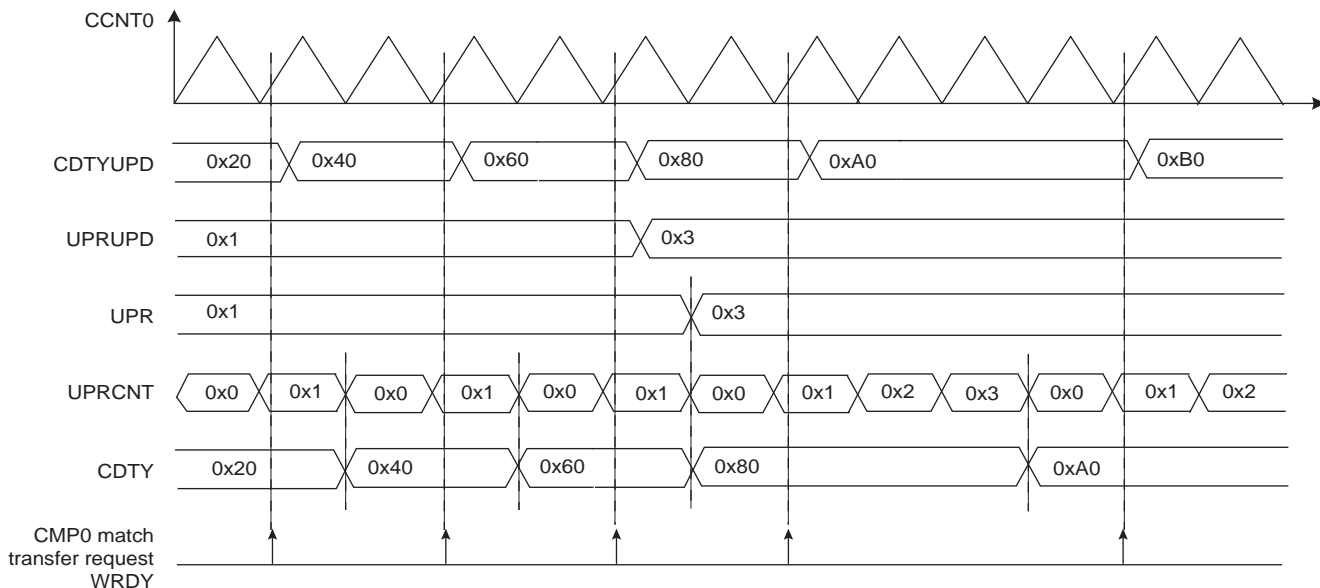 CCNT0
CDTYUPD 0x20 0x40 0x60 0x80 0xA0 0xB0
UPRUPD 0x1 0x3
UPR 0x1 0x3
UPRCNT 0x0 0x1 0x0 0x1 0x0 0x1 0x0 0x1 0x2 0x3 0x0 0x1 0x2
CDTY 0x20 0x40 0x60 0x80 0xA0
CMP0 match
transfer request
WRDY